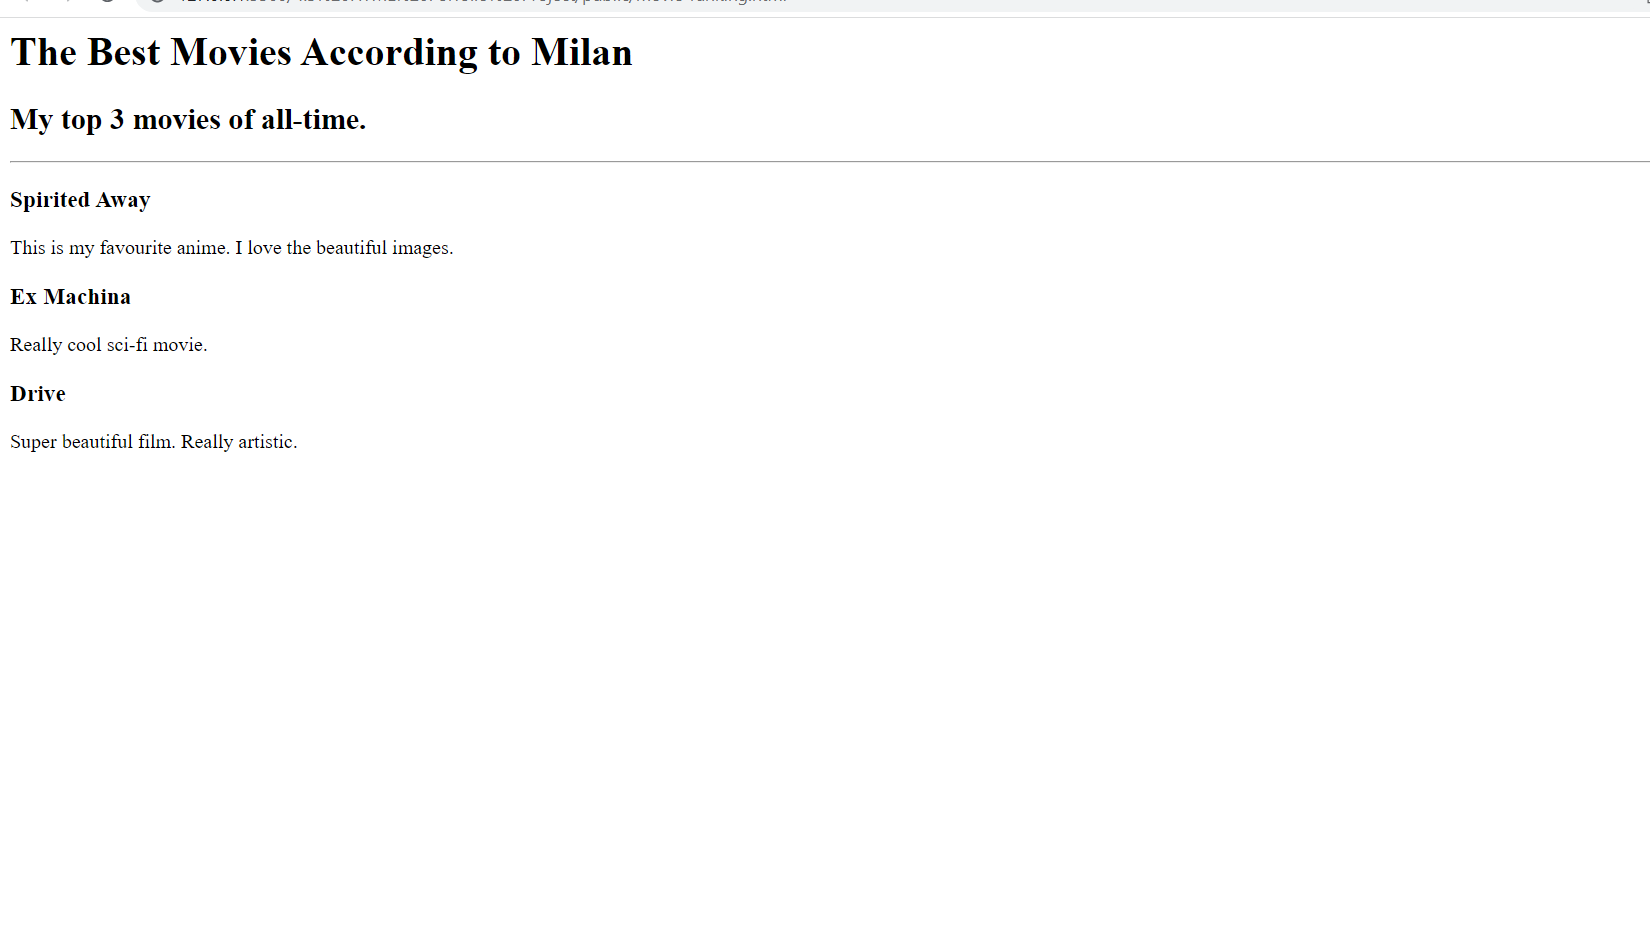 The Best Movies According to Milan
My top 3 movies of all-time.
Spirited Away
This is my favourite anime. I love the beautiful images.
Ex Machina
Really cool sci-fi movie.
Drive
Super beautiful film. Really artistic.